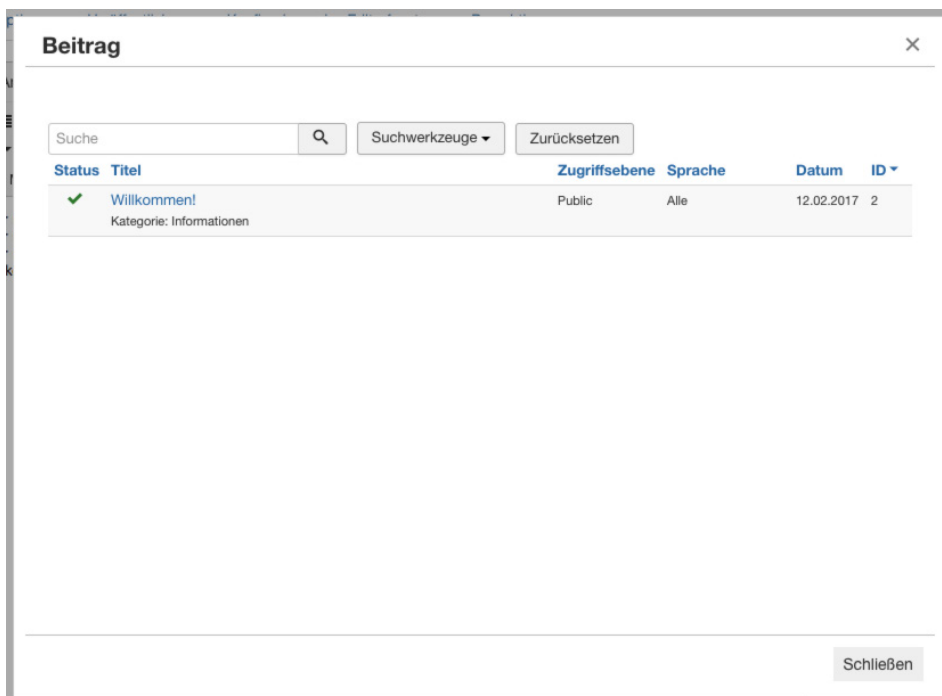 Beitrag
×
Suche Suchwerkzeuge Zurücksetzen
Status Titel Zugriffsebene Sprache Datum ID
Willkommen! Public Alle 12.02.2017 2
Kategorie: Informationen
Schließen